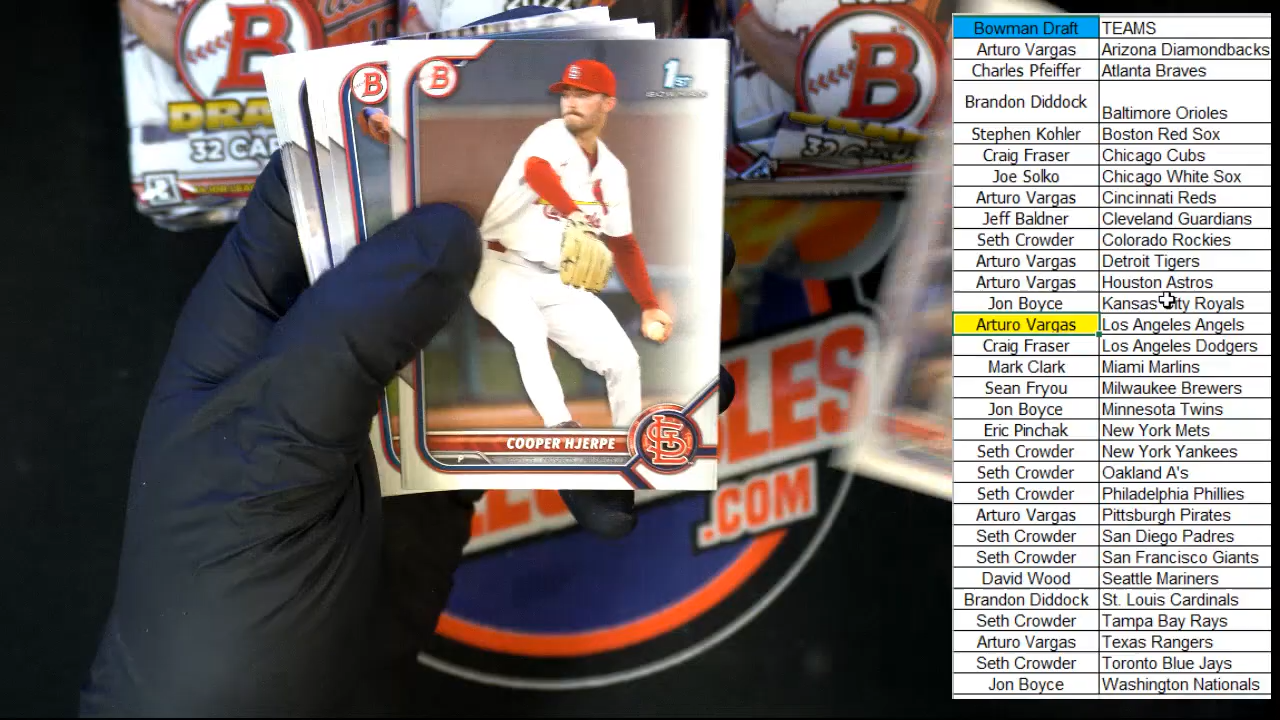 2022
B
DRA
32 CAR
B
B
1ST
B
COOPER HJERPE
P
LES
.COM
Bowman Draft TEAMS
Arturo Vargas Arizona Diamondbacks
Charles Pfeiffer Atlanta Braves
Brandon Diddock Baltimore Orioles
Stephen Kohler Boston Red Sox
Craig Fraser Chicago Cubs
Joe Solko Chicago White Sox
Arturo Vargas Cincinnati Reds
Jeff Baldner Cleveland Guardians
Seth Crowder Colorado Rockies
Arturo Vargas Detroit Tigers
Arturo Vargas Houston Astros
Jon Boyce Kansas City Royals
Arturo Vargas Los Angeles Angels
Craig Fraser Los Angeles Dodgers
Mark Clark Miami Marlins
Sean Fryou Milwaukee Brewers
Jon Boyce Minnesota Twins
Eric Pinchak New York Mets
Seth Crowder New York Yankees
Seth Crowder Oakland A's
Seth Crowder Philadelphia Phillies
Arturo Vargas Pittsburgh Pirates
Seth Crowder San Diego Padres
Seth Crowder San Francisco Giants
David Wood Seattle Mariners
Brandon Diddock St. Louis Cardinals
Seth Crowder Tampa Bay Rays
Arturo Vargas Texas Rangers
Seth Crowder Toronto Blue Jays
Jon Boyce Washington Nationals